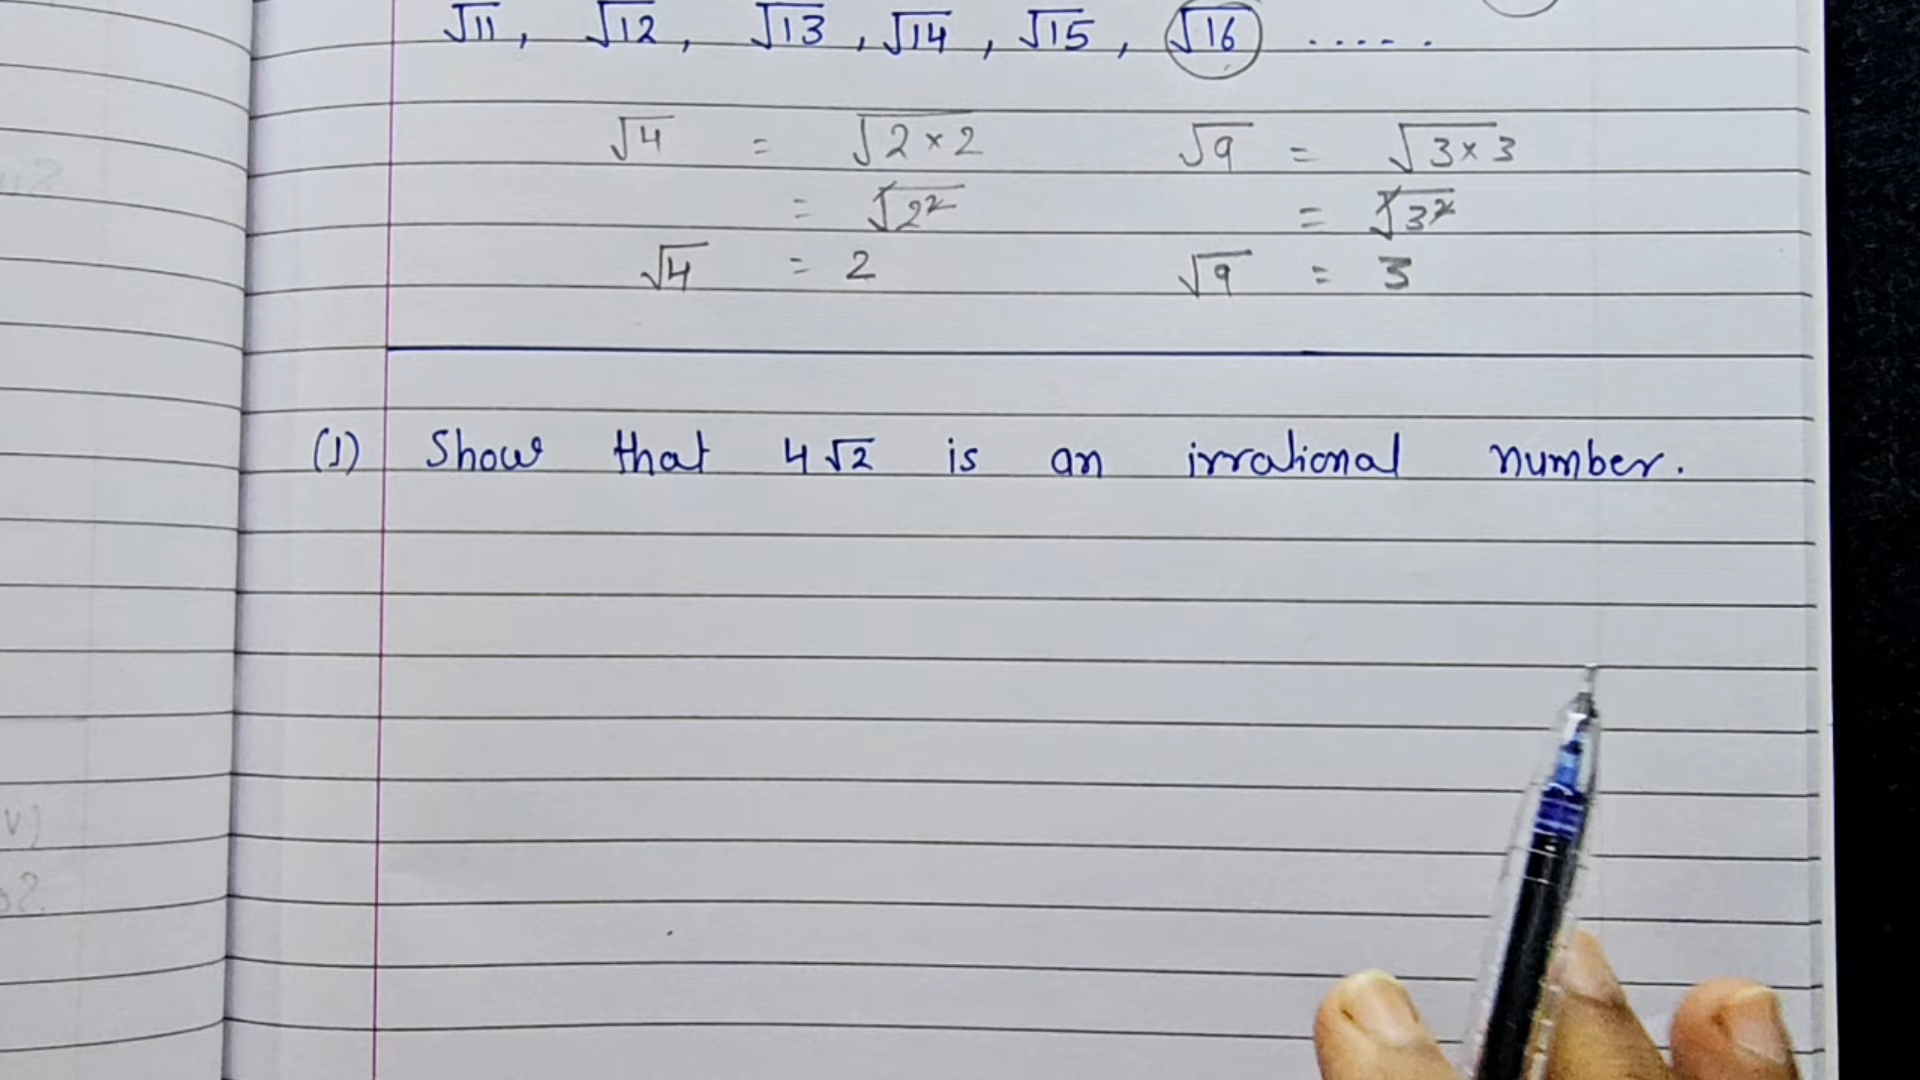 √11, √12, √13, √14, √15, √16 .....
√4 = √2×2 √9 = √3×3
= √2² = √3²
√4 = 2 √9 = 3
(1) Show that 4√2 is an irrational number.